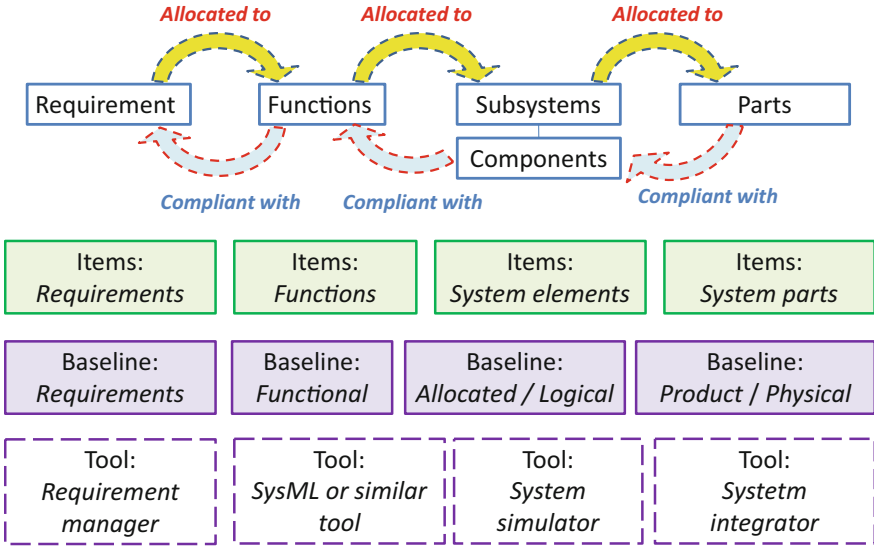 Allocated to
Allocated to
Allocated to
Requirement
Functions
Subsystems
Parts
Components
Compliant with
Compliant with
Compliant with
Items:
Requirements
Items:
Functions
Items:
System elements
Items:
System parts
Baseline:
Requirements
Baseline:
Functional
Baseline:
Allocated / Logical
Baseline:
Product / Physical
Tool:
Requirement
manager
Tool:
SysML or similar
tool
Tool:
System
simulator
Tool:
Systetm
integrator